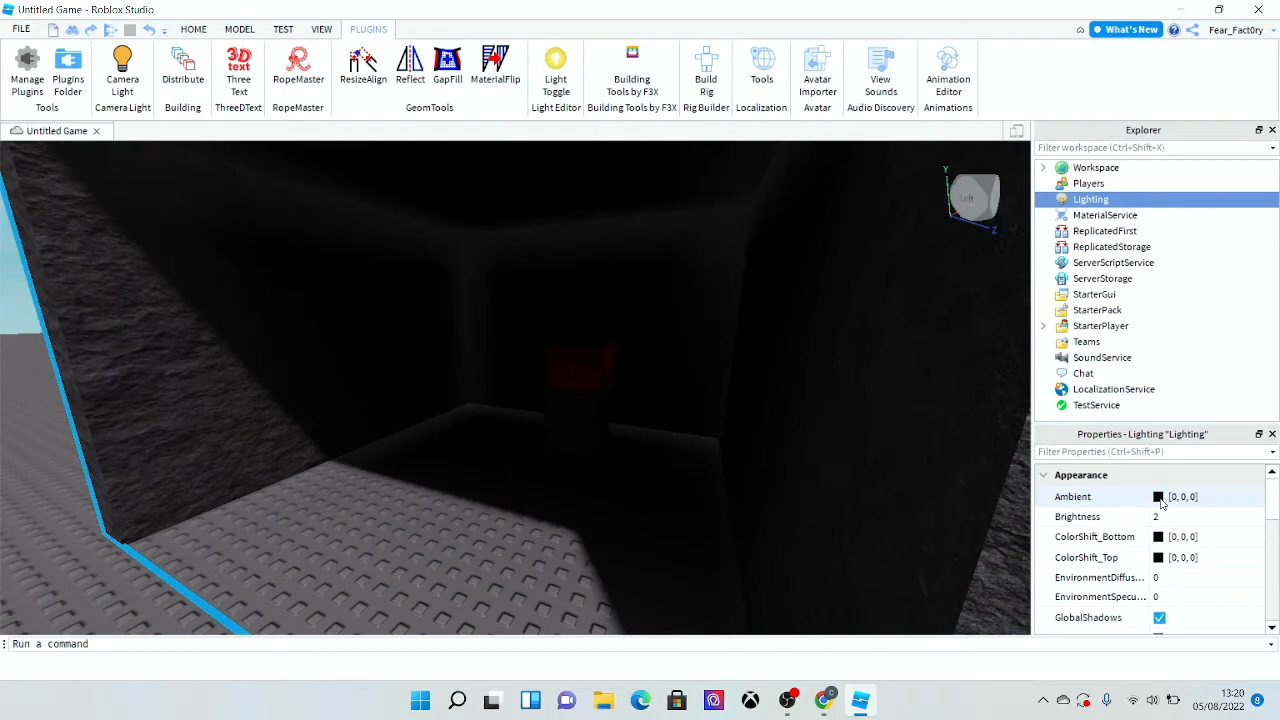 Untitled Game - Roblox Studio
FILE HOME MODEL TEST VIEW PLUGINS What's New Fear_Fact0ry
Manage Plugins
Plugins Folder
Camera Light
Distribute
3D text
Three Text
RopeMaster
ResizeAlign
Reflect
GapFill
MaterialFlip
Light Toggle
Building Tools by F3X
Build Rig
Tools
Avatar Importer
View Sounds
Animation Editor
Tools Camera Light Building ThreeDText RopeMaster GeomTools Light Editor Building Tools by F3X Rig Builder Localization Avatar Audio Discovery Animations
Untitled Game
Y
Left
Z
Explorer
Filter workspace (Ctrl+Shift+X)
Workspace
Players
Lighting
MaterialService
ReplicatedFirst
ReplicatedStorage
ServerScriptService
ServerStorage
StarterGui
StarterPack
StarterPlayer
Teams
SoundService
Chat
LocalizationService
TestService
Properties - Lighting "Lighting"
Filter Properties (Ctrl+Shift+P)
Appearance
Ambient [0, 0, 0]
Brightness 2
ColorShift_Bottom [0, 0, 0]
ColorShift_Top [0, 0, 0]
EnvironmentDiffus... 0
EnvironmentSpecu... 0
GlobalShadows
Run a command
13:20
05/08/2022
8